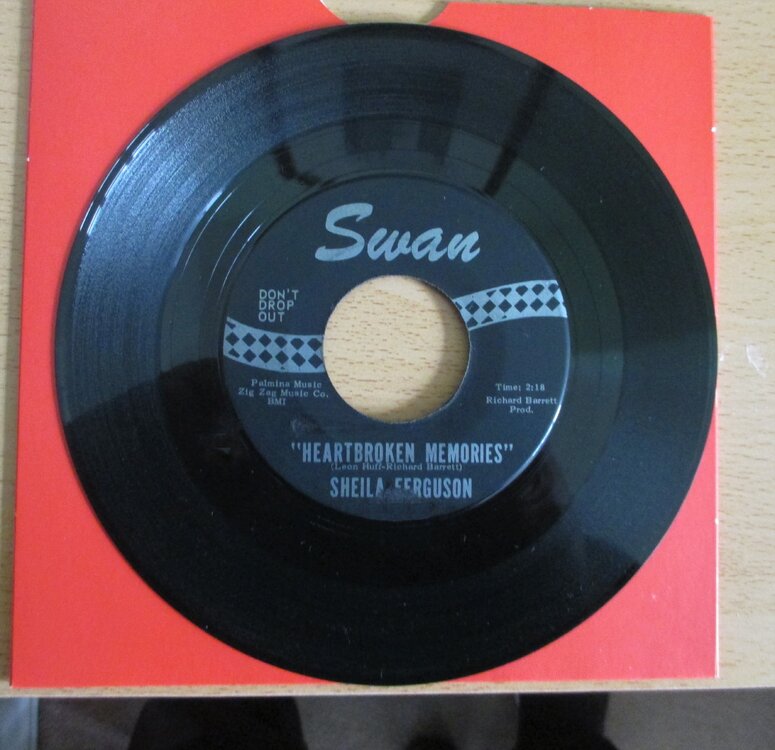 Swan
DON'T
DROP
OUT
Palmina Music
Zig Zag Music Co.
BMI
Time: 2:18
Richard Barrett
Prod.
"HEARTBROKEN MEMORIES"
(Leon Huff-Richard Barrett)
SHEILA FERGUSON